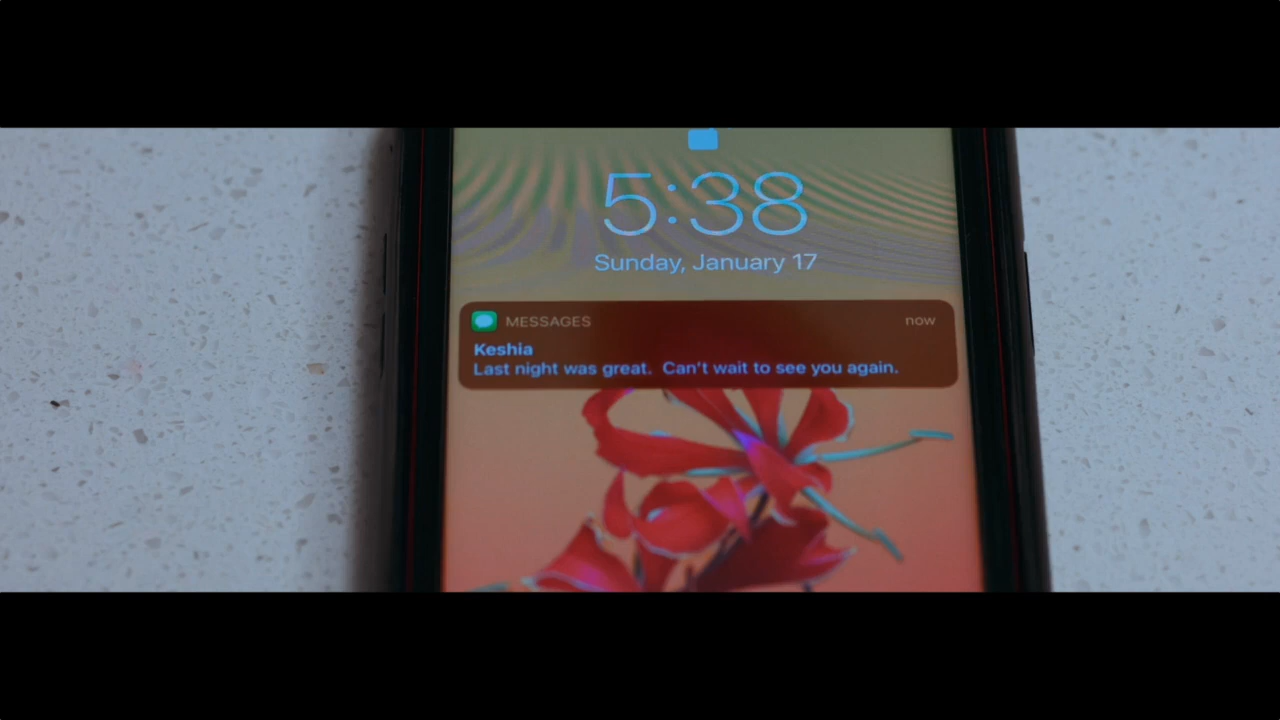 5:38
Sunday, January 17
MESSAGES now
Keshia
Last night was great.  Can't wait to see you again.